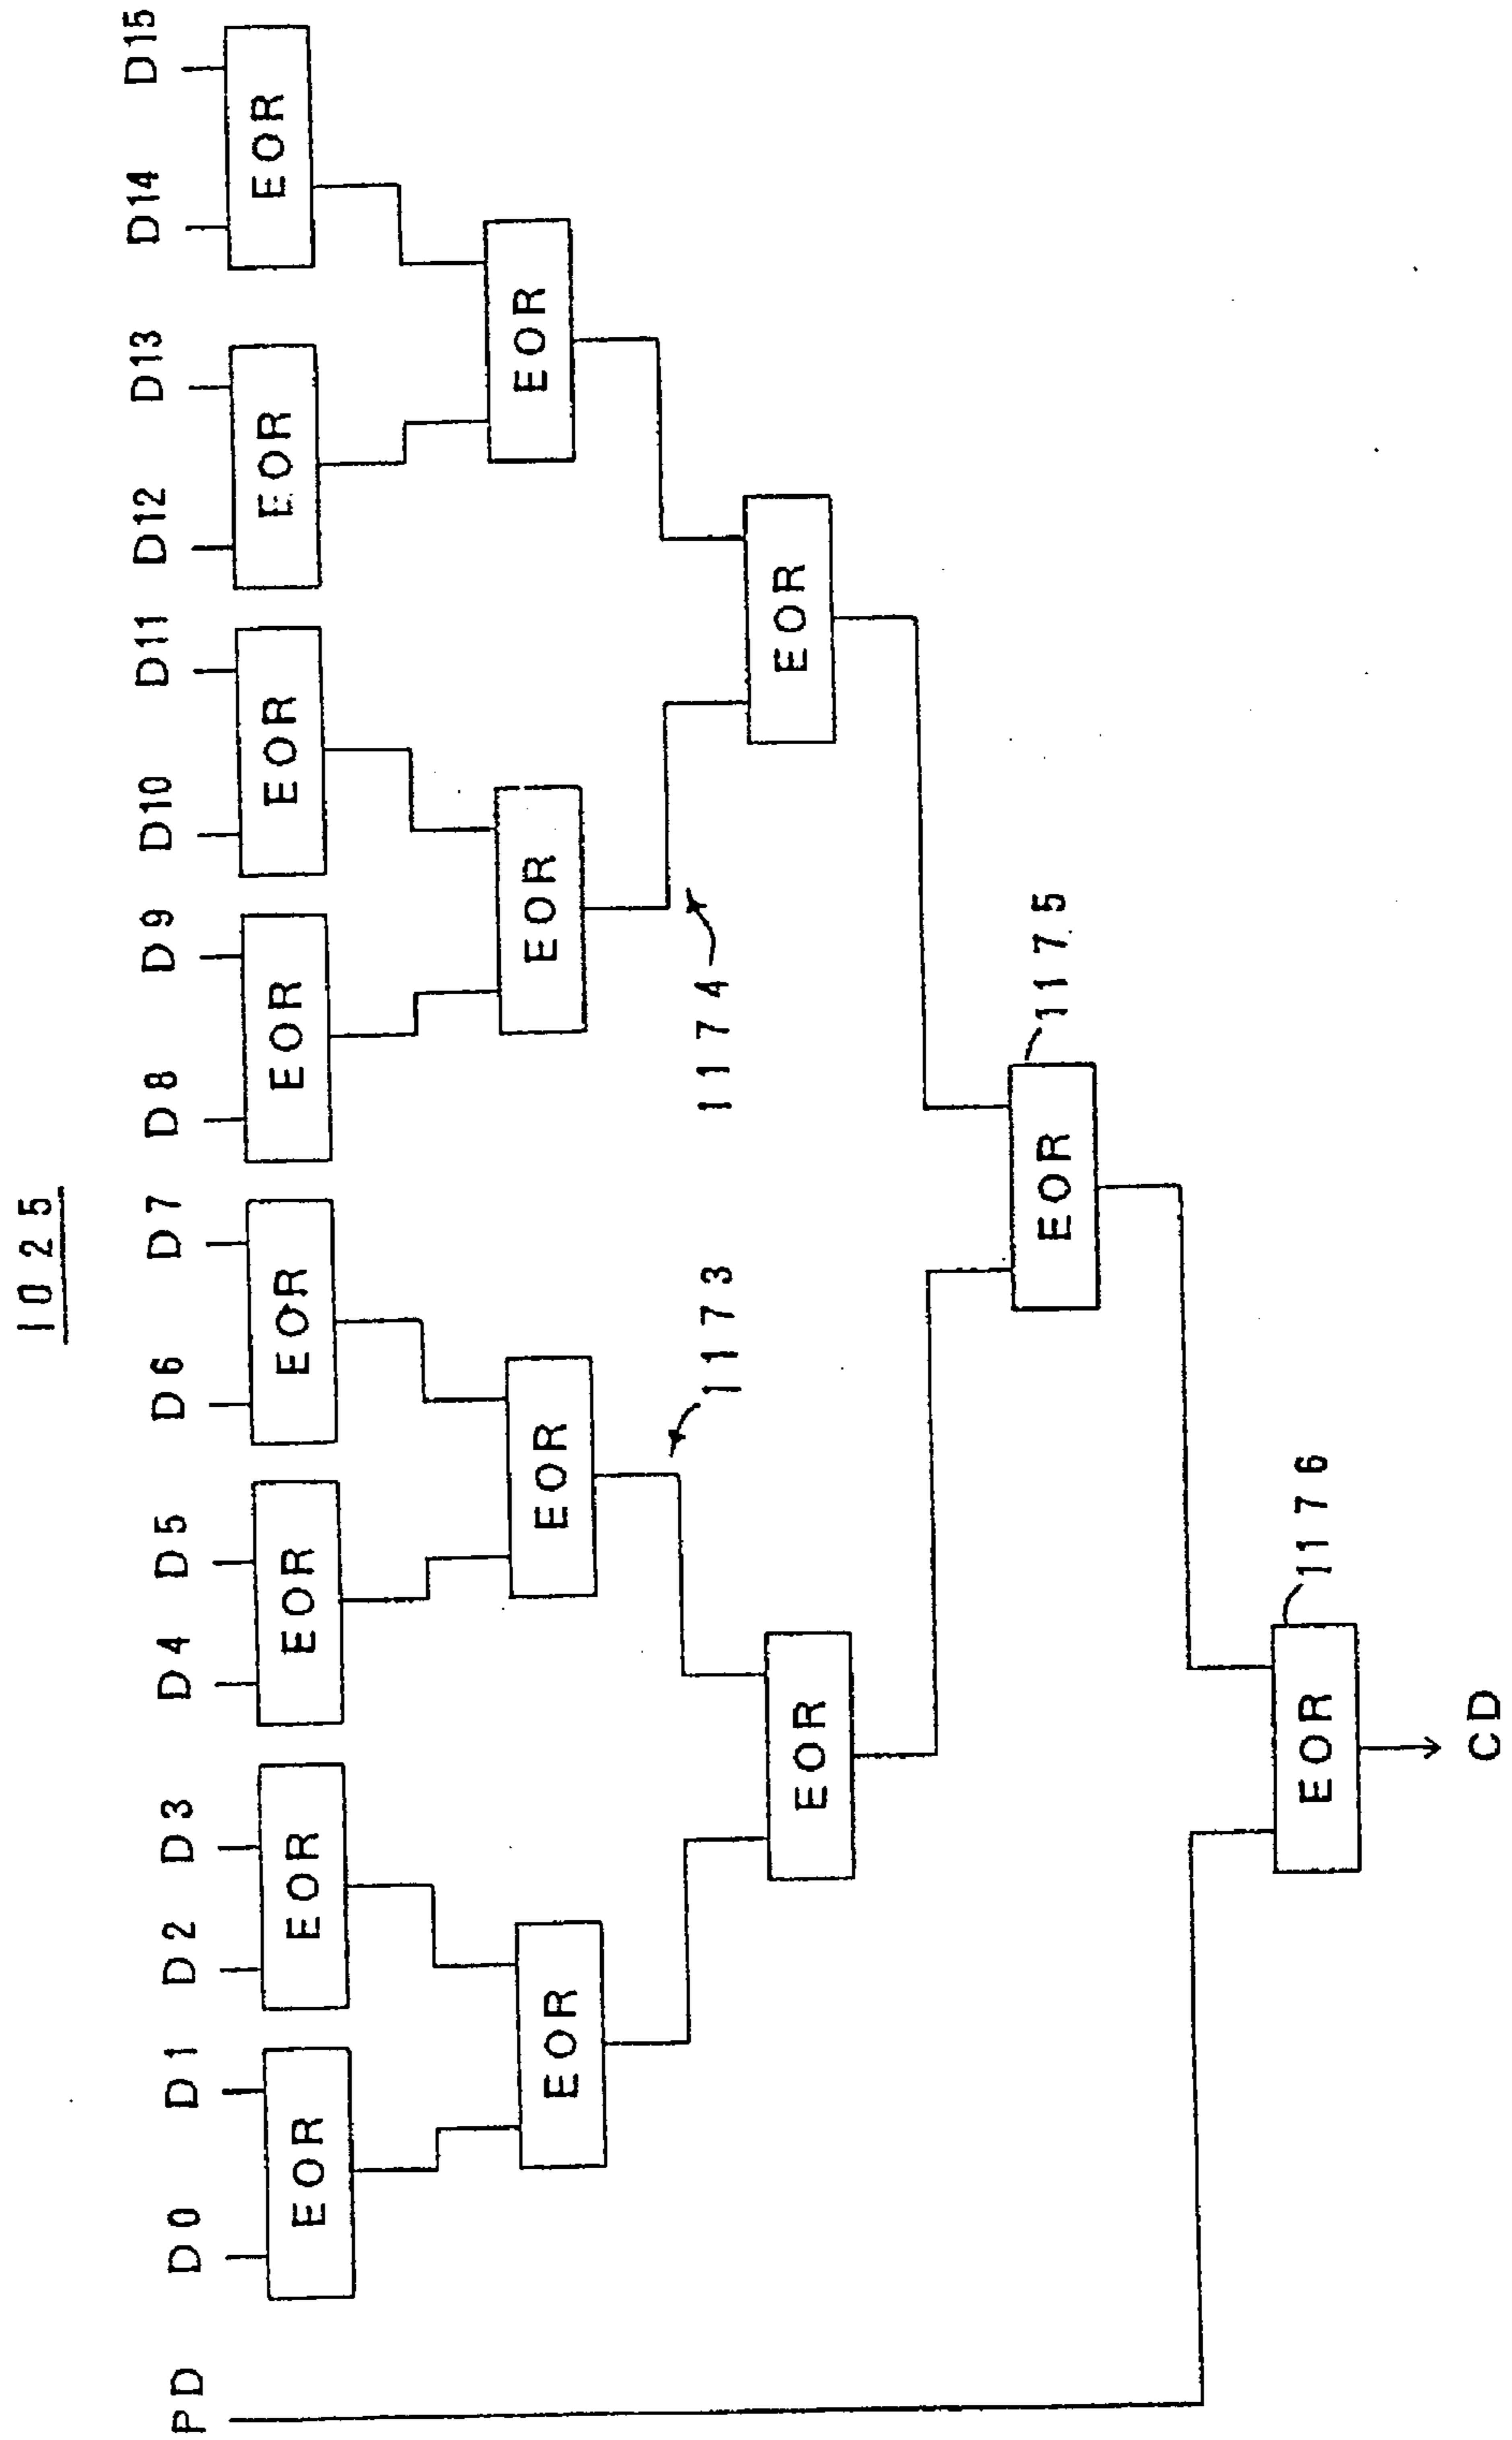 1025
PD D0 D1 D2 D3 D4 D5 D6 D7 D8 D9 D10 D11 D12 D13 D14 D15
EOR EOR EOR EOR EOR EOR EOR EOR
EOR EOR EOR EOR
1173 1174
EOR EOR
EOR 1175
EOR 1176
CD